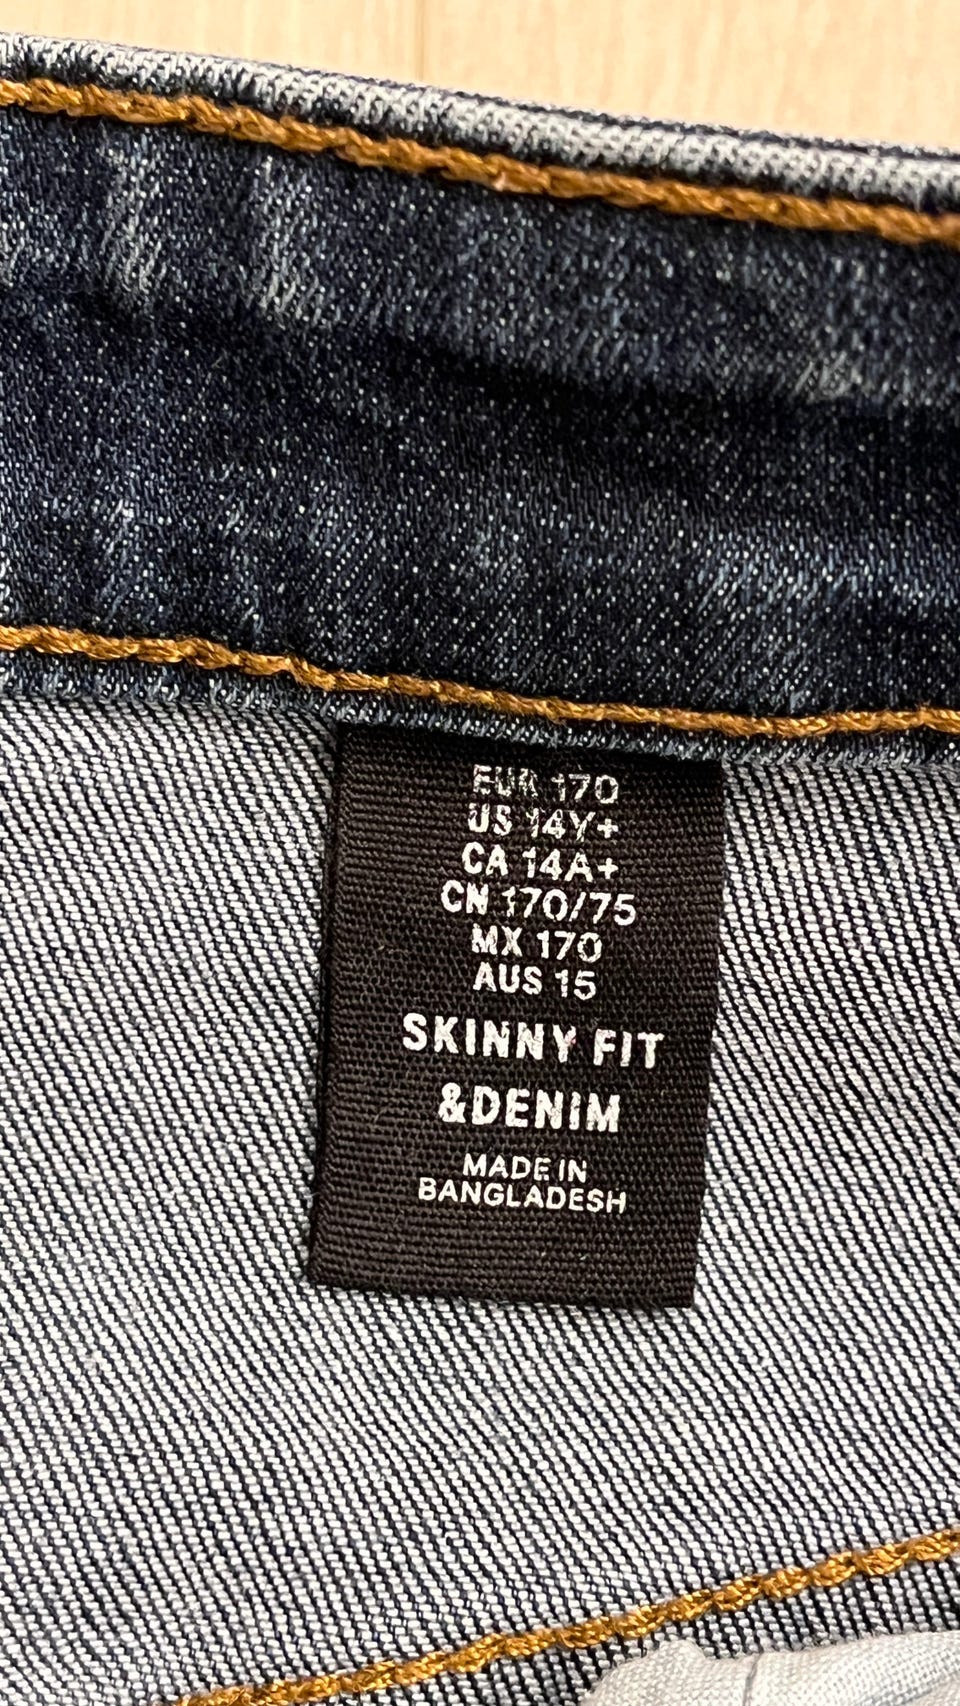 EUR 170
US 14Y+
CA 14A+
CN 170/75
MX 170
AUS 15
SKINNY FIT
&DENIM
MADE IN
BANGLADESH